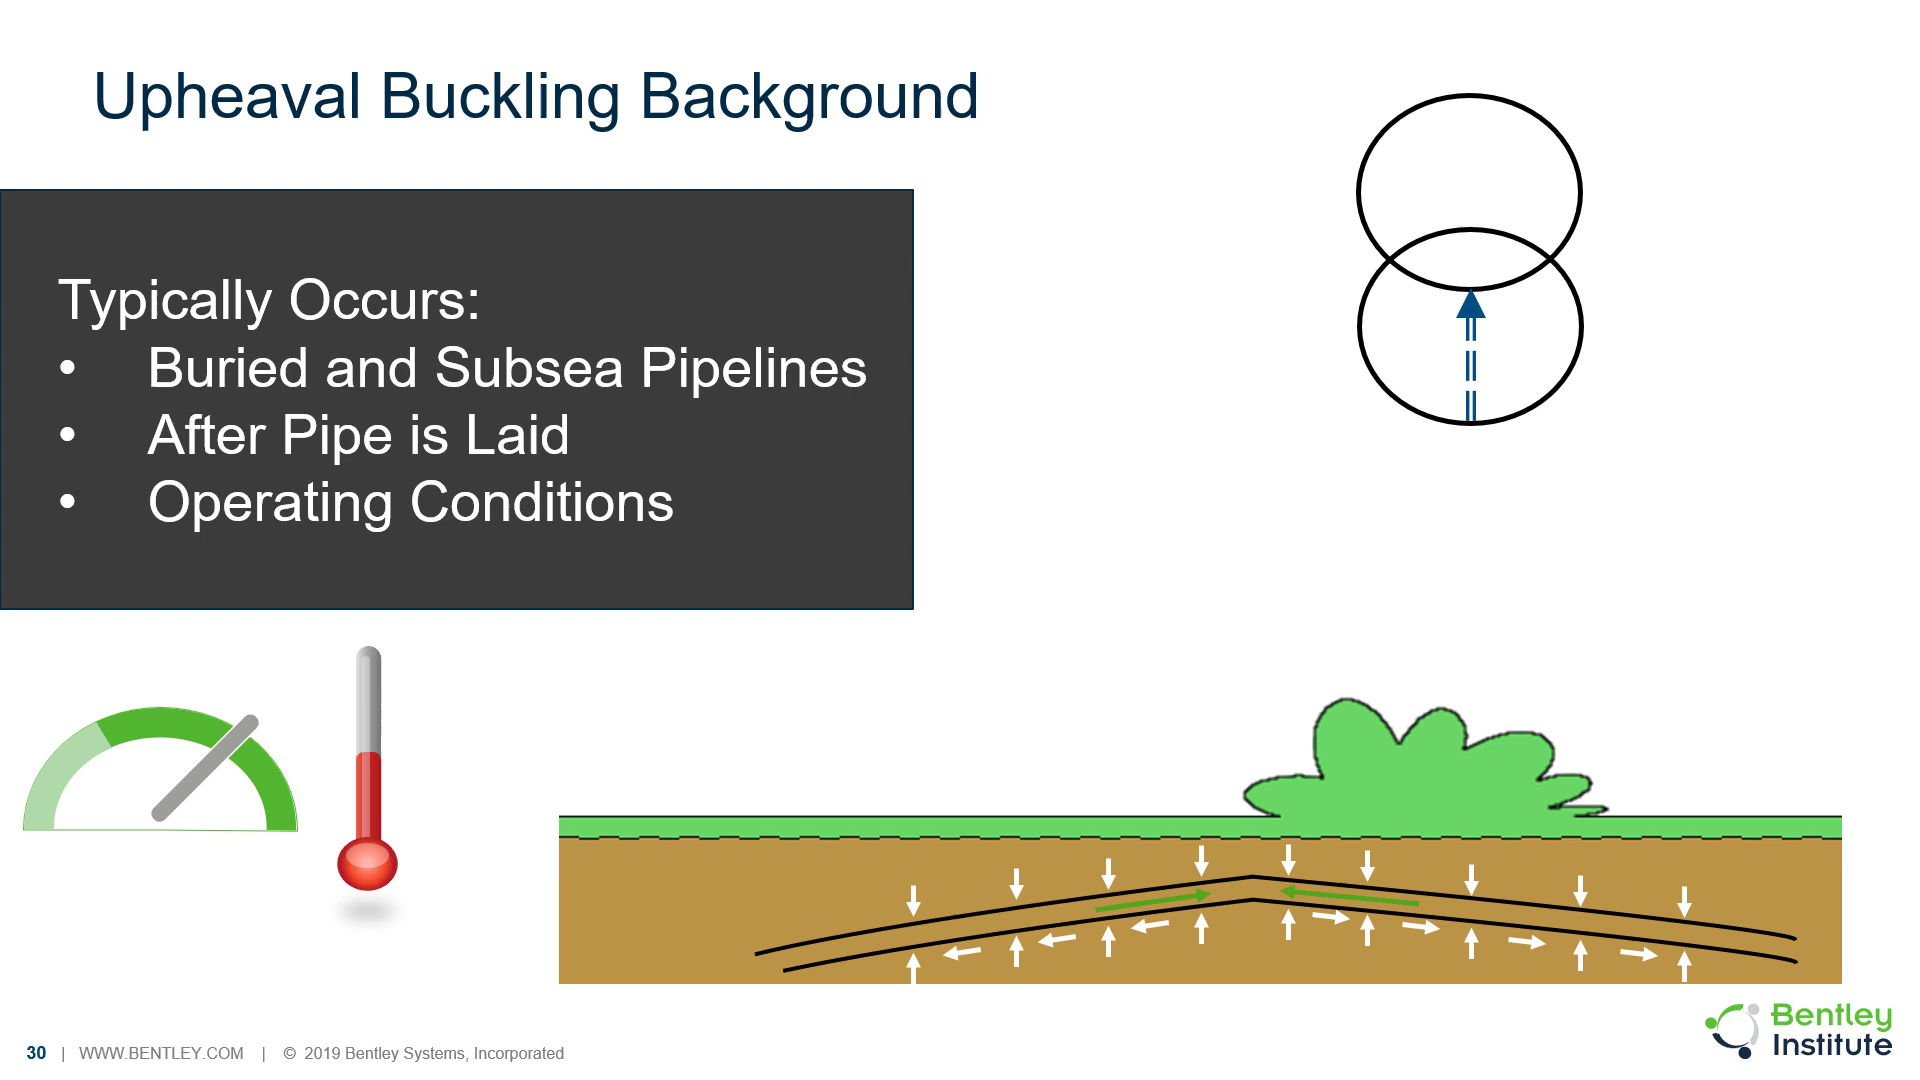 Upheaval Buckling Background
Typically Occurs:
• Buried and Subsea Pipelines
• After Pipe is Laid
• Operating Conditions
30 | WWW.BENTLEY.COM | © 2019 Bentley Systems, Incorporated
Bentley
Institute